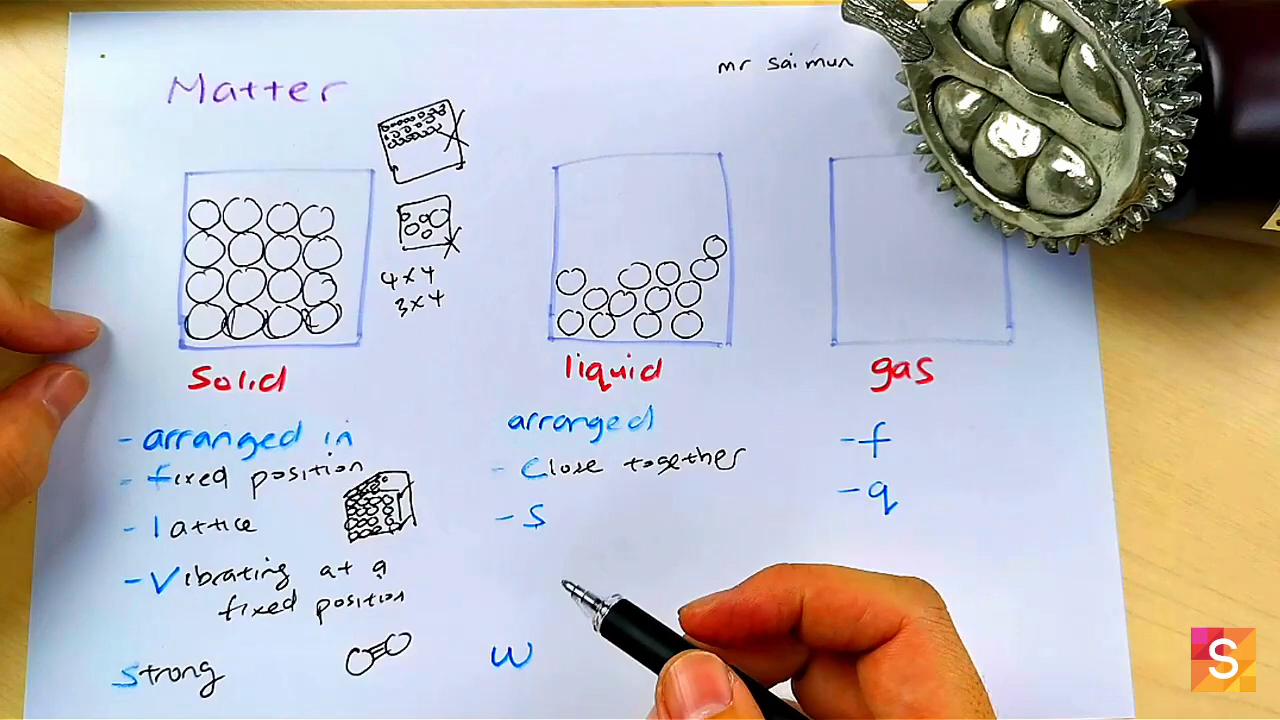 Matter
mr saimun
4x4
3x4
Solid
liquid
gas
- arranged in
- fixed position
- lattice
- Vibrating at a
fixed position
Strong
arranged
- Close together
- S
w
- f
- q
S